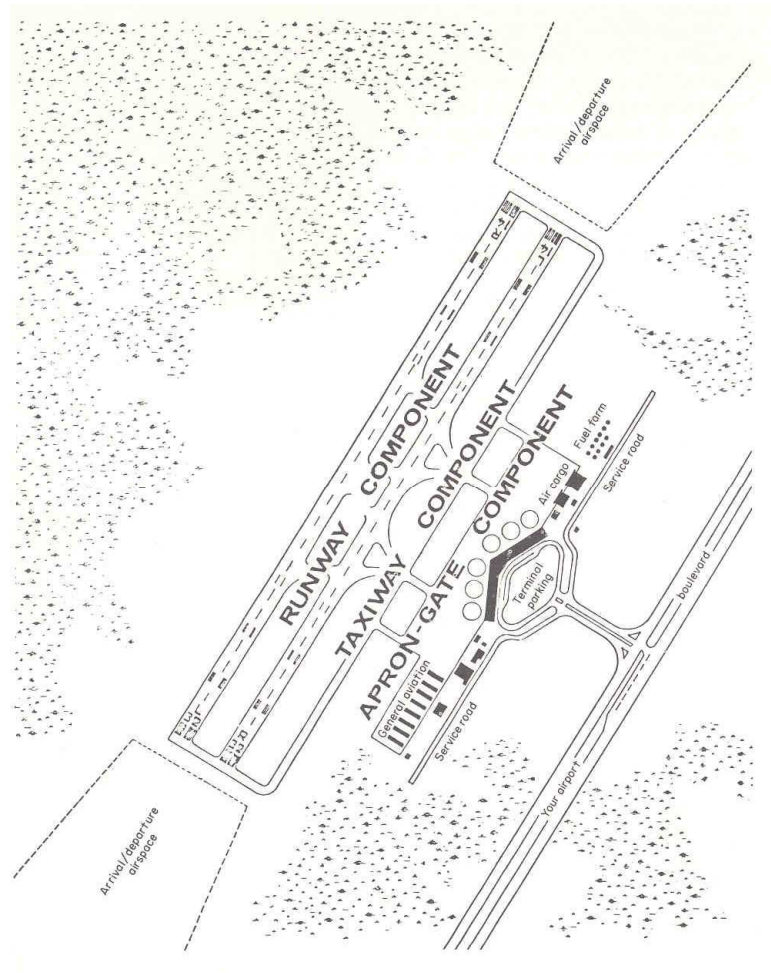 Arrival/departure
airspace
RUNWAY COMPONENT
TAXIWAY COMPONENT
APRON-GATE COMPONENT
Fuel farm
Air cargo
Service road
Terminal
parking
General aviation
Service road
Your airport boulevard
Arrival/departure
airspace